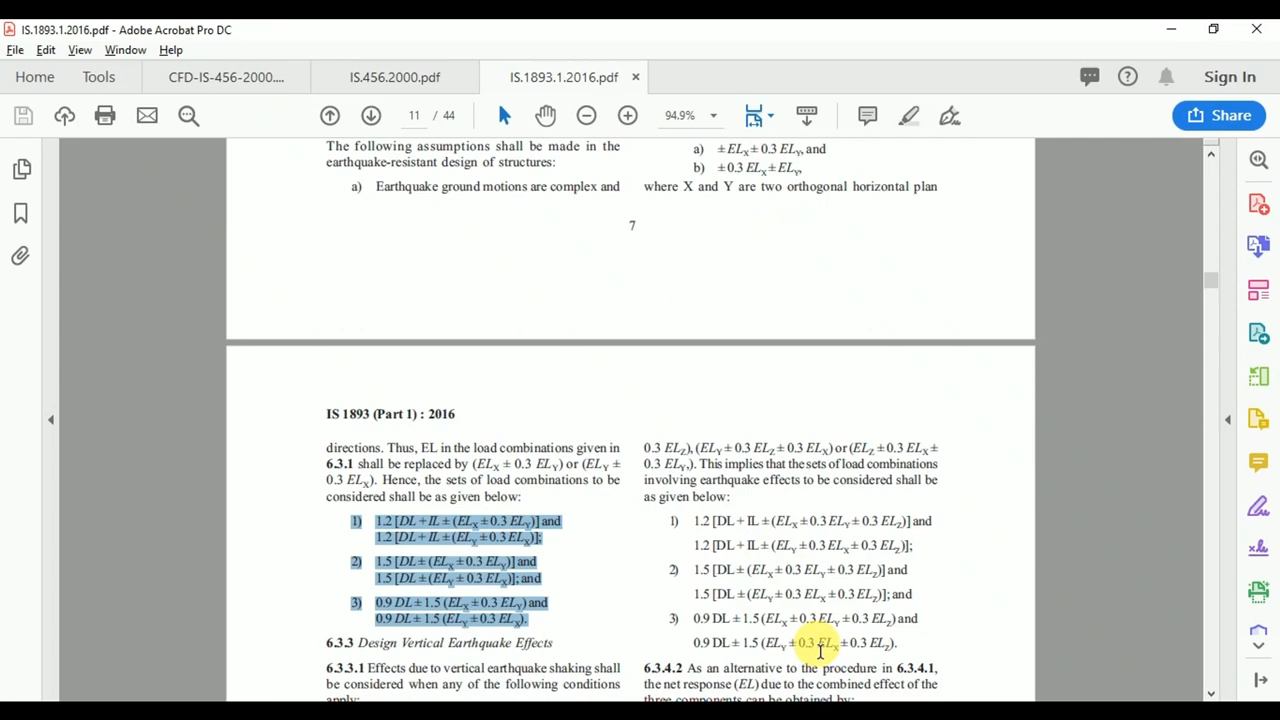 IS.1893.1.2016.pdf - Adobe Acrobat Pro DC
File Edit View Window Help
Home Tools CFD-IS-456-2000.... IS.456.2000.pdf IS.1893.1.2016.pdf × Sign In
11 / 44 94.9% Share
The following assumptions shall be made in the
earthquake-resistant design of structures:
a) Earthquake ground motions are complex and
a) ±ELX± 0.3 ELY, and
b) ±0.3 ELX±ELY,
where X and Y are two orthogonal horizontal plan
7
IS 1893 (Part 1) : 2016
directions. Thus, EL in the load combinations given in
6.3.1 shall be replaced by (ELX ± 0.3 ELY) or (ELY ±
0.3 ELX). Hence, the sets of load combinations to be
considered shall be as given below:
1) 1.2 [DL + IL ± (ELX ± 0.3 ELY)] and
1.2 [DL + IL ± (ELY ± 0.3 ELX)];
2) 1.5 [DL ± (ELX ± 0.3 ELY)] and
1.5 [DL ± (ELY ± 0.3 ELX)]; and
3) 0.9 DL ± 1.5 (ELX ± 0.3 ELY) and
0.9 DL ± 1.5 (ELY ± 0.3 ELX).
6.3.3 Design Vertical Earthquake Effects
6.3.3.1 Effects due to vertical earthquake shaking shall
be considered when any of the following conditions
apply:
0.3 ELZ), (ELY ± 0.3 ELZ ± 0.3 ELX) or (ELZ ± 0.3 ELX ±
0.3 ELY,). This implies that the sets of load combinations
involving earthquake effects to be considered shall be
as given below:
1) 1.2 [DL + IL ± (ELX ± 0.3 ELY ± 0.3 ELZ)] and
1.2 [DL + IL ± (ELY ± 0.3 ELX ± 0.3 ELZ)];
2) 1.5 [DL ± (ELX ± 0.3 ELY ± 0.3 ELZ)] and
1.5 [DL ± (ELY ± 0.3 ELX ± 0.3 ELZ)]; and
3) 0.9 DL ± 1.5 (ELX ± 0.3 ELY ± 0.3 ELZ) and
0.9 DL ± 1.5 (ELY ± 0.3 ELX ± 0.3 ELZ).
6.3.4.2 As an alternative to the procedure in 6.3.4.1,
the net response (EL) due to the combined effect of the
three components can be obtained by: